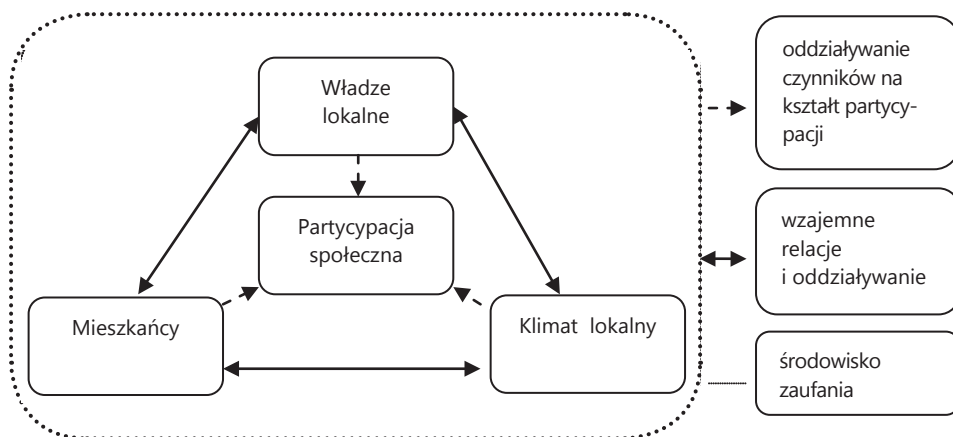 Władze
lokalne
Partycypacja
społeczna
Mieszkańcy
Klimat lokalny
oddziaływanie
czynników na
kształt partycy-
pacji
wzajemne
relacje
i oddziaływanie
środowisko
zaufania